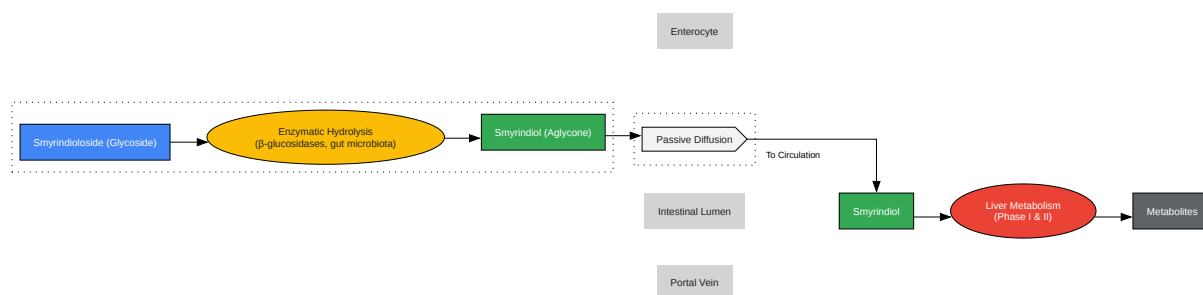 Enterocyte
Smyrindioloside (Glycoside)
Enzymatic Hydrolysis
(β-glucosidases, gut microbiota)
Smyrindiol (Aglycone)
Passive Diffusion
To Circulation
Intestinal Lumen
Smyrindiol
Liver Metabolism
(Phase I & II)
Metabolites
Portal Vein